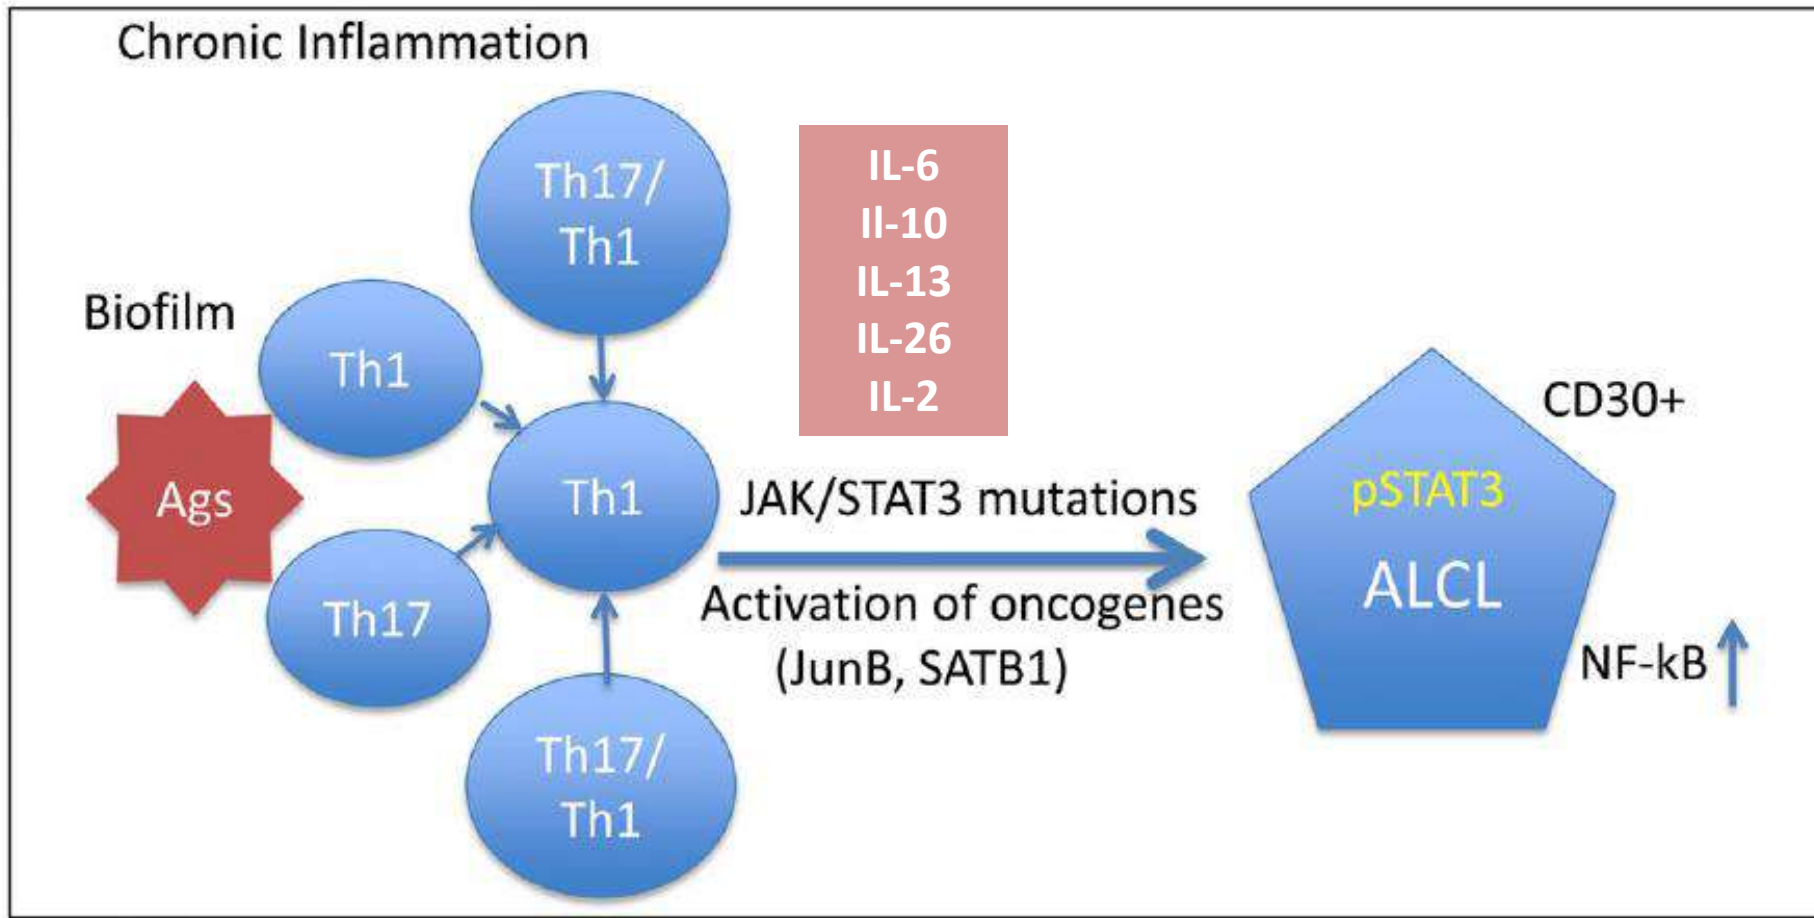 Chronic Inflammation
Th17/
Th1
IL-6
Il-10
IL-13
IL-26
IL-2
Biofilm
Th1
Ags
Th1
Th17
Th17/
Th1
JAK/STAT3 mutations
Activation of oncogenes
(JunB, SATB1)
CD30+
pSTAT3
ALCL
NF-kB